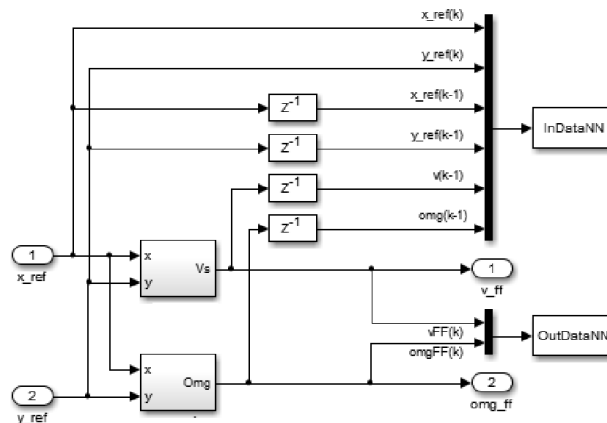 x_ref(k)
y_ref(k)
z-1
x_ref(k-1)
InDataNN
z-1
y_ref(k-1)
z-1
v(k-1)
z-1
omg(k-1)
1
x_ref
x
y
Vs
1
v_ff
vFF(k)
omgFF(k)
OutDataNN
x
y
Omg
2
y_ref
2
omg_ff